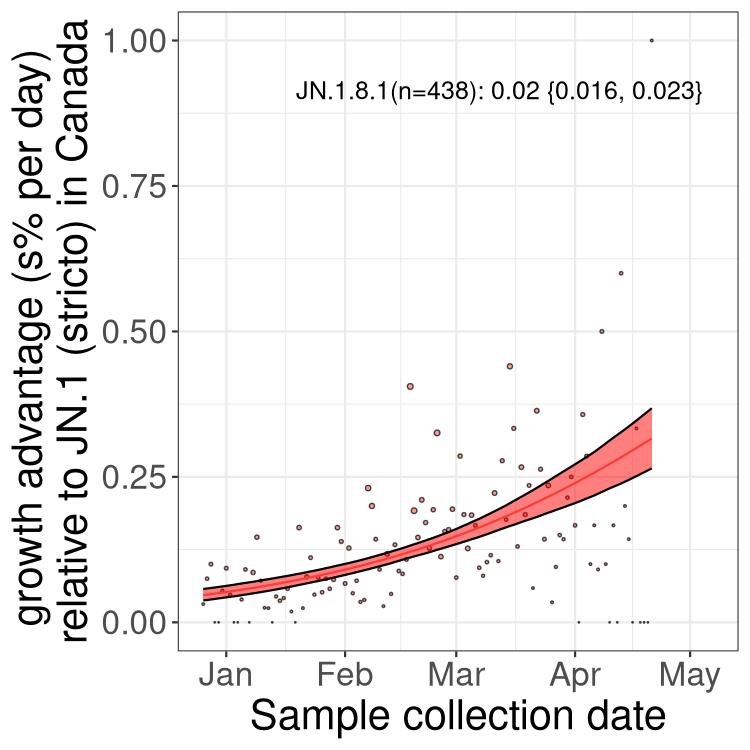 growth advantage (s% per day)
relative to JN.1 (stricto) in Canada
1.00
0.75
0.50
0.25
0.00
JN.1.8.1(n=438): 0.02 {0.016, 0.023}
Jan Feb Mar Apr May
Sample collection date